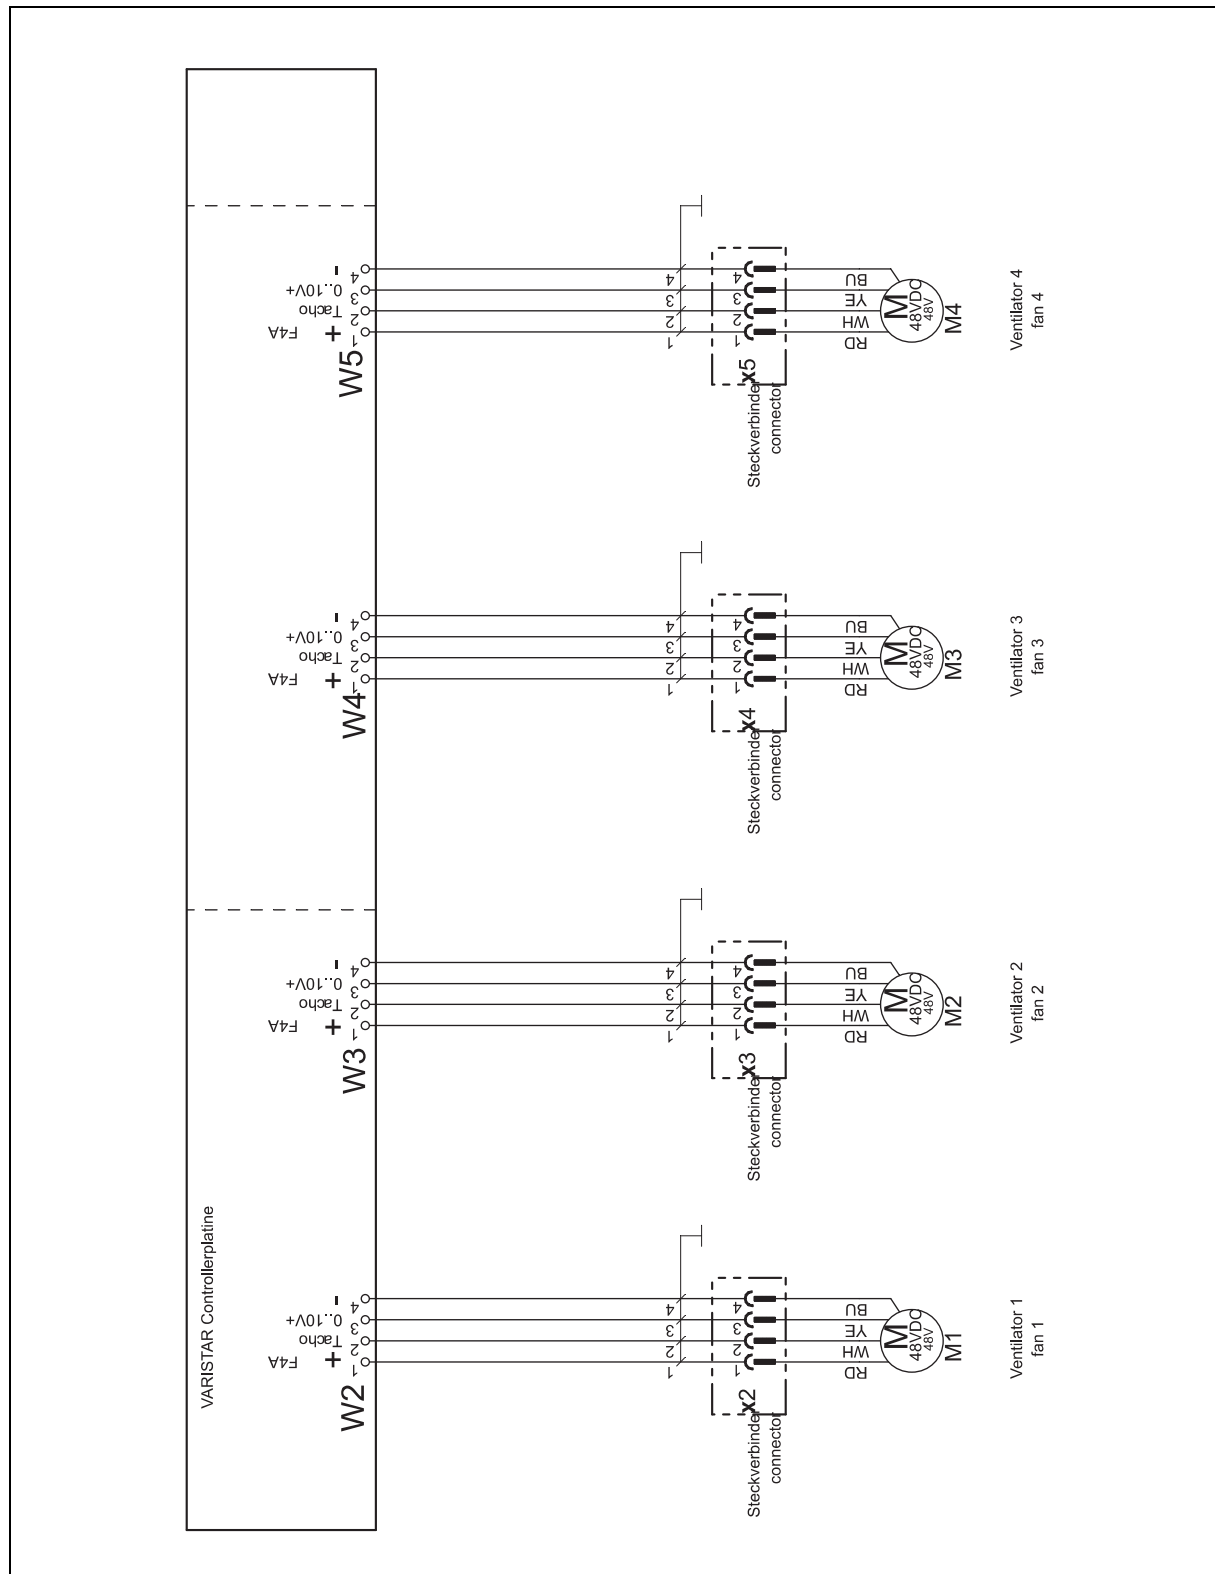 VARISTAR Controllerplatine
W5
F4A
+
Tacho
0...10V+
-
1
2
3
4
1
2
3
4
x5
1
2
3
4
Steckverbinder
connector
RD
WH
YE
BU
M
48VDC
48V
M4
Ventilator 4
fan 4
W4
F4A
+
Tacho
0...10V+
-
1
2
3
4
1
2
3
4
x4
1
2
3
4
Steckverbinder
connector
RD
WH
YE
BU
M
48VDC
48V
M3
Ventilator 3
fan 3
W3
F4A
+
Tacho
0...10V+
-
1
2
3
4
1
2
3
4
x3
1
2
3
4
Steckverbinder
connector
RD
WH
YE
BU
M
48VDC
48V
M2
Ventilator 2
fan 2
W2
F4A
+
Tacho
0...10V+
-
1
2
3
4
1
2
3
4
x2
1
2
3
4
Steckverbinder
connector
RD
WH
YE
BU
M
48VDC
48V
M1
Ventilator 1
fan 1